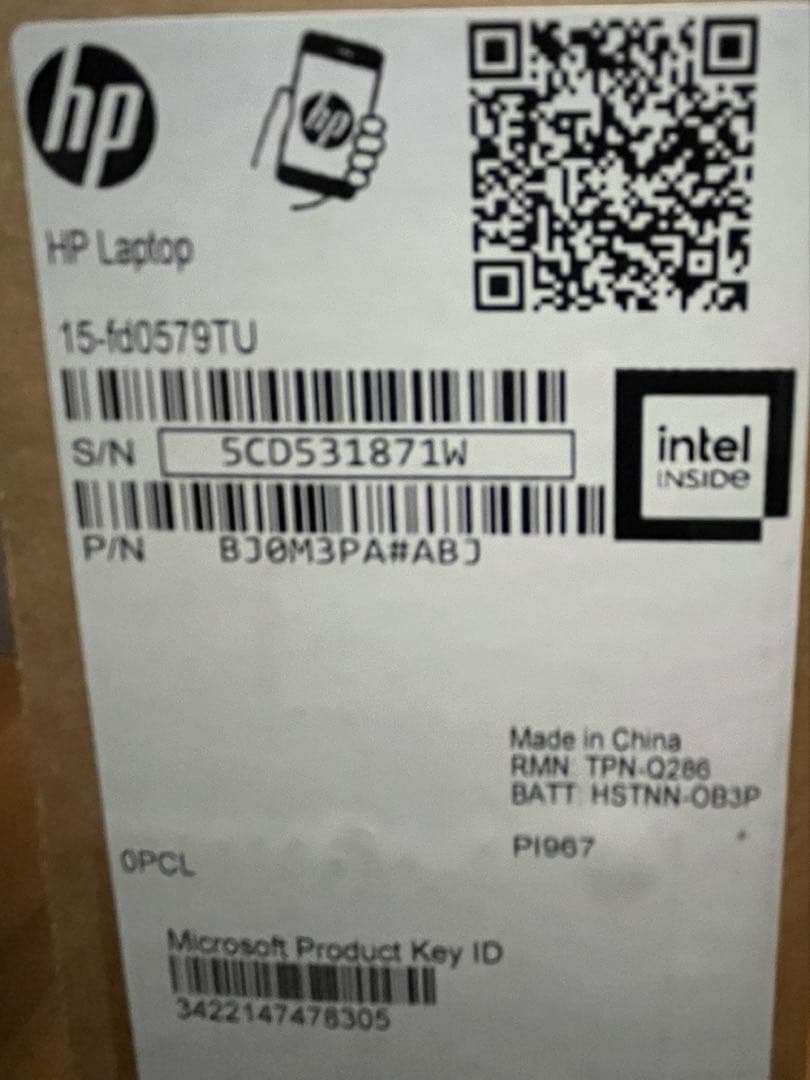 hp
hp
HP Laptop
15-fd0579TU
S/N 5CD531871W
intel
INSIDE
P/N BJ0M3PA#ABJ
Made in China
RMN: TPN-Q286
BATT: HSTNN-OB3P
PI967
0PCL
Microsoft Product Key ID
3422147478305